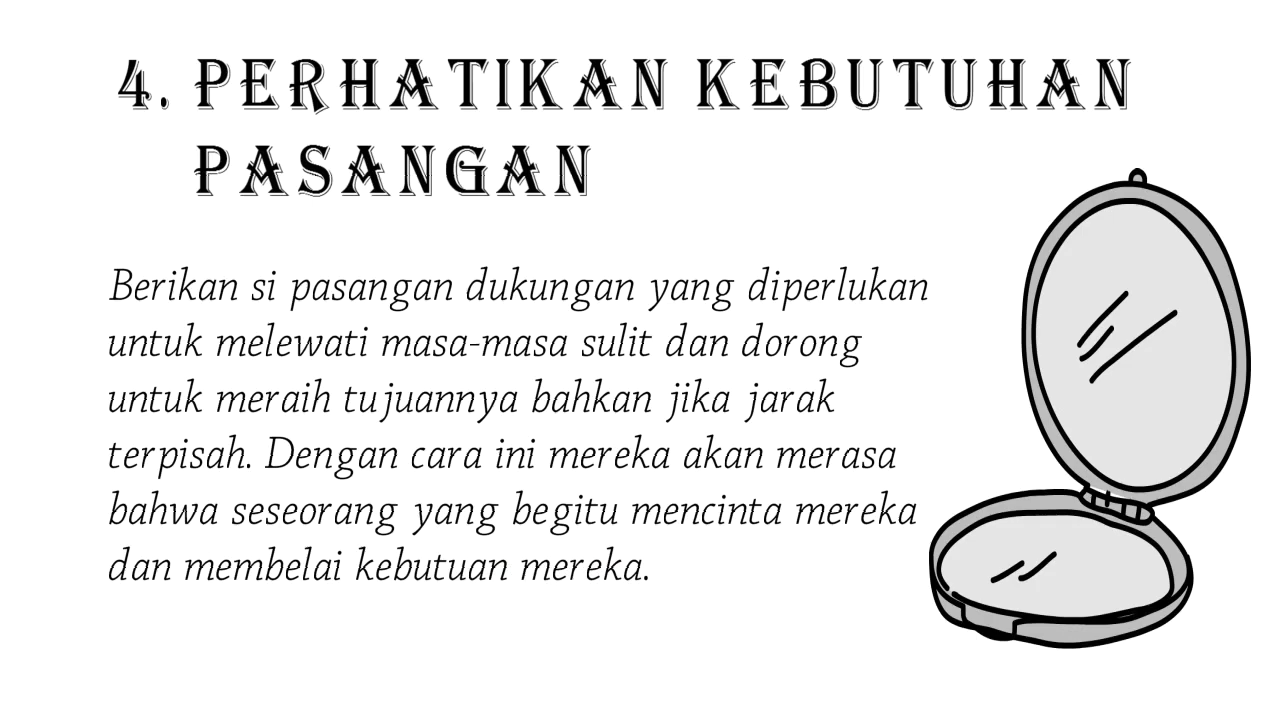 4. PERHATIKAN KEBUTUHAN
PASANGAN
Berikan si pasangan dukungan yang diperlukan
untuk melewati masa-masa sulit dan dorong
untuk meraih tujuannya bahkan jika jarak
terpisah. Dengan cara ini mereka akan merasa
bahwa seseorang yang begitu mencinta mereka
dan membelai kebutuan mereka.